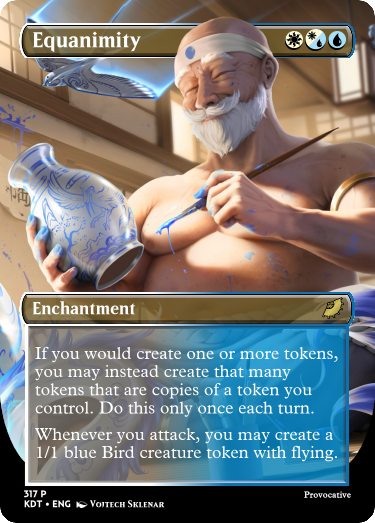 Equanimity
Enchantment
If you would create one or more tokens,
you may instead create that many
tokens that are copies of a token you
control. Do this only once each turn.
Whenever you attack, you may create a
1/1 blue Bird creature token with flying.
317 P
KDT • ENG Vojtech Sklenar
Provocative